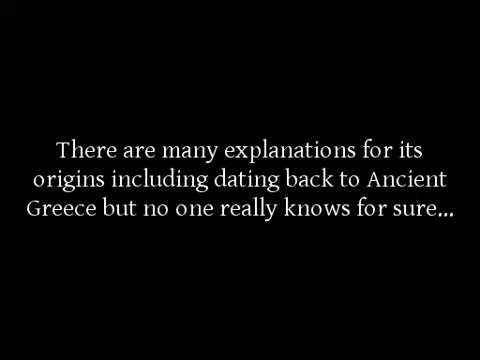 There are many explanations for its
origins including dating back to Ancient
Greece but no one really knows for sure...